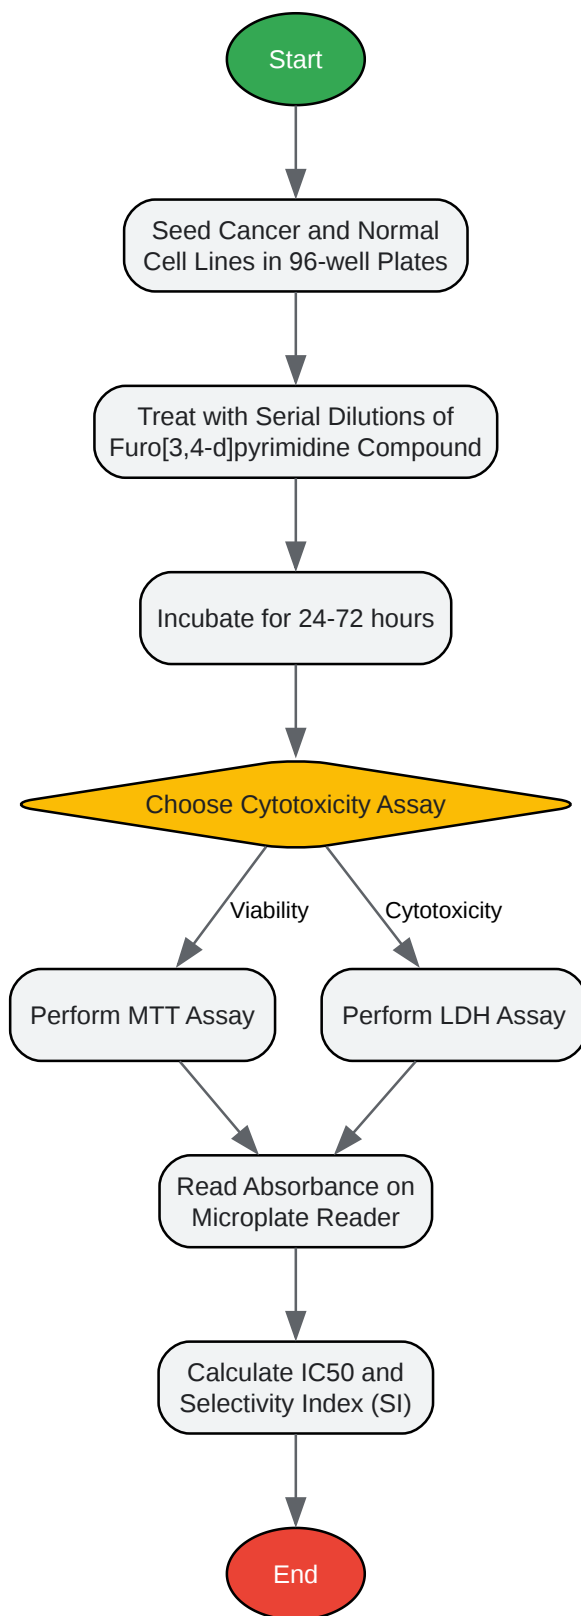 Start
Seed Cancer and Normal
Cell Lines in 96-well Plates
Treat with Serial Dilutions of
Furo[3,4-d]pyrimidine Compound
Incubate for 24-72 hours
Choose Cytotoxicity Assay
Viability
Cytotoxicity
Perform MTT Assay
Perform LDH Assay
Read Absorbance on
Microplate Reader
Calculate IC50 and
Selectivity Index (SI)
End